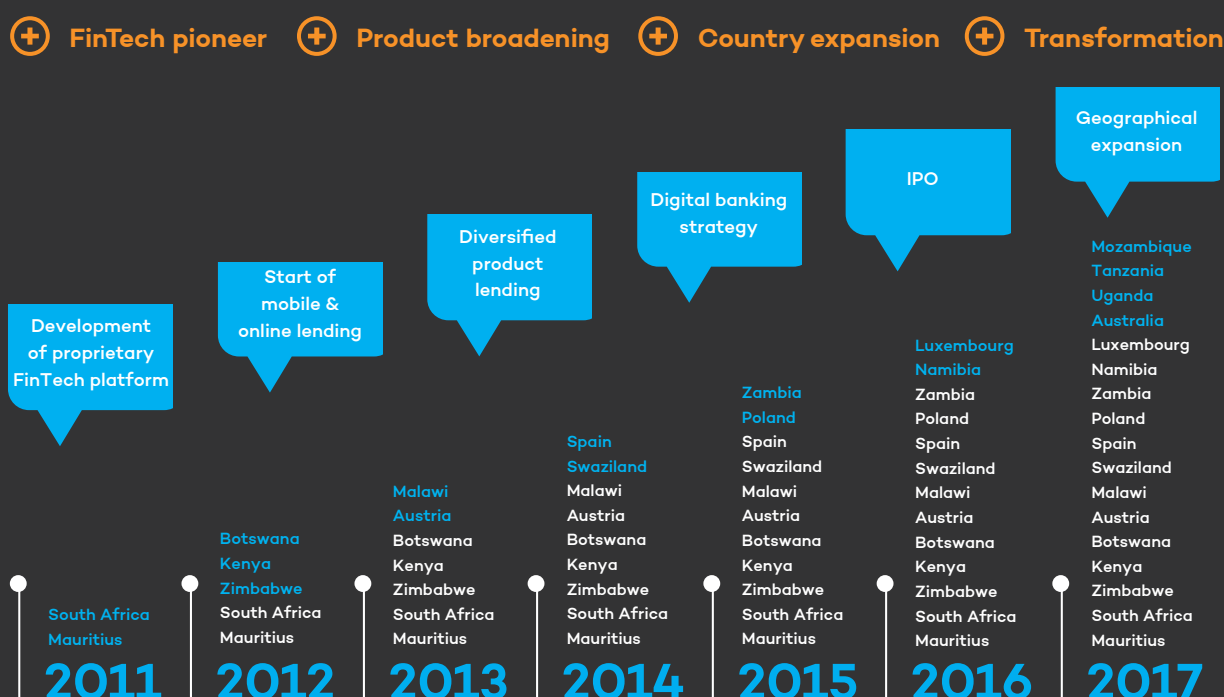 FinTech pioneer
Product broadening
Country expansion
Transformation
Development
of proprietary
FinTech platform
Start of
mobile &
online lending
Diversified
product
lending
Digital banking
strategy
IPO
Geographical
expansion
South Africa
Mauritius
2011
Botswana
Kenya
Zimbabwe
South Africa
Mauritius
2012
Malawi
Austria
Botswana
Kenya
Zimbabwe
South Africa
Mauritius
2013
Spain
Swaziland
Malawi
Austria
Botswana
Kenya
Zimbabwe
South Africa
Mauritius
2014
Zambia
Poland
Spain
Swaziland
Malawi
Austria
Botswana
Kenya
Zimbabwe
South Africa
Mauritius
2015
Luxembourg
Namibia
Zambia
Poland
Spain
Swaziland
Malawi
Austria
Botswana
Kenya
Zimbabwe
South Africa
Mauritius
2016
Mozambique
Tanzania
Uganda
Australia
Luxembourg
Namibia
Zambia
Poland
Spain
Swaziland
Malawi
Austria
Botswana
Kenya
Zimbabwe
South Africa
Mauritius
2017